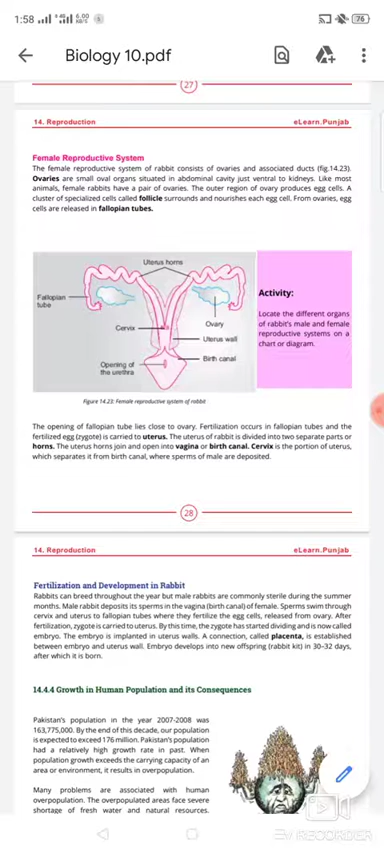 1:58
4G
6.00
KB/S
76
Biology 10.pdf
27
14. Reproduction
eLearn.Punjab
Female Reproductive System
The female reproductive system of rabbit consists of ovaries and associated ducts (fig.14.23).
Ovaries are small oval organs situated in abdominal cavity just ventral to kidneys. Like most
animals, female rabbits have a pair of ovaries. The outer region of ovary produces egg cells. A
cluster of specialized cells called follicle surrounds and nourishes each egg cell. From ovaries, egg
cells are released in fallopian tubes.
Uterus horns
Fallopian
tube
Cervix
Ovary
Uterus wall
Birth canal
Opening of
the urethra
Activity:
Locate the different organs
of rabbit's male and female
reproductive systems on a
chart or diagram.
Figure 14.23: Female reproductive system of rabbit
The opening of fallopian tube lies close to ovary. Fertilization occurs in fallopian tubes and the
fertilized egg (zygote) is carried to uterus. The uterus of rabbit is divided into two separate parts or
horns. The uterus horns join and open into vagina or birth canal. Cervix is the portion of uterus,
which separates it from birth canal, where sperms of male are deposited.
28
14. Reproduction
eLearn.Punjab
Fertilization and Development in Rabbit
Rabbits can breed throughout the year but male rabbits are commonly sterile during the summer
months. Male rabbit deposits its sperms in the vagina (birth canal) of female. Sperms swim through
cervix and uterus to fallopian tubes where they fertilize the egg cells, released from ovary. After
fertilization, zygote is carried to uterus. By this time, the zygote has started dividing and is now called
embryo. The embryo is implanted in uterus walls. A connection, called placenta, is established
between embryo and uterus wall. Embryo develops into new offspring (rabbit kit) in 30-32 days,
after which it is born.
14.4.4 Growth in Human Population and its Consequences
Pakistan's population in the year 2007-2008 was
163,775,000. By the end of this decade, our population
is expected to exceed 176 million. Pakistan's population
had a relatively high growth rate in past. When
population growth exceeds the carrying capacity of an
area or environment, it results in overpopulation.
Many problems are associated with human
overpopulation. The overpopulated areas face severe
shortage of fresh water and natural resources.
RECORDER